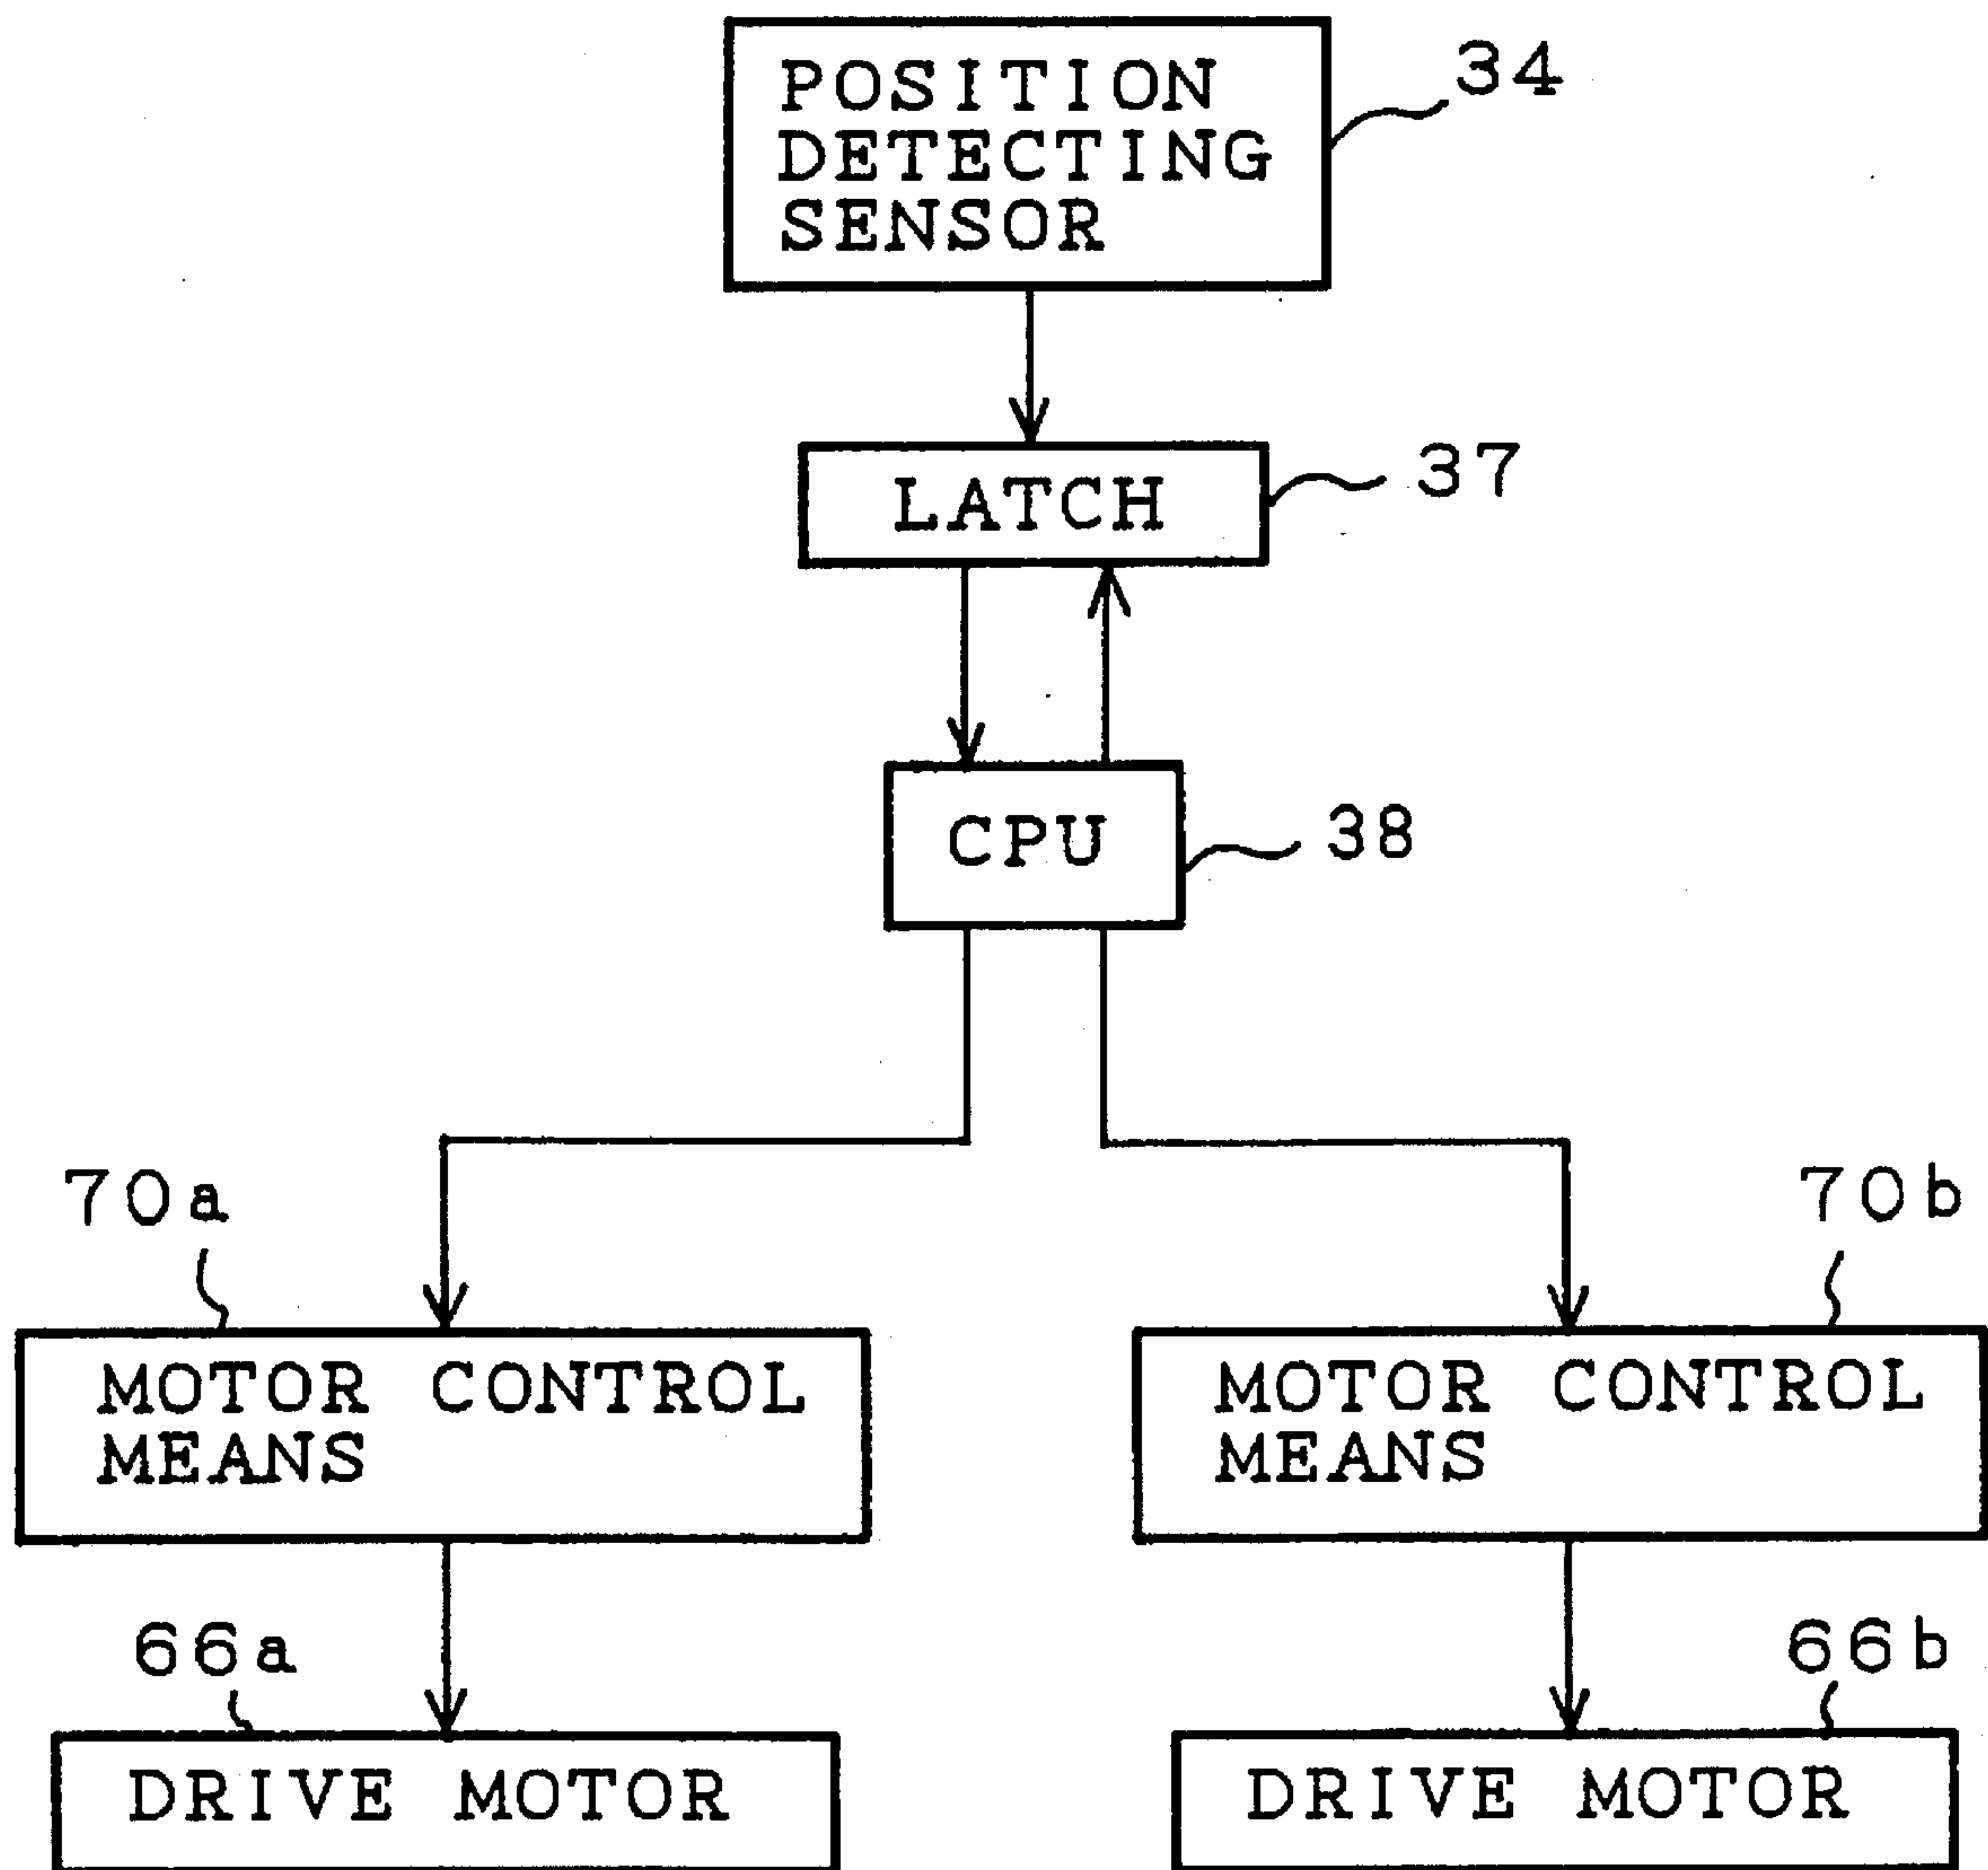 POSITION
DETECTING
SENSOR
34
LATCH
37
CPU
38
70a
70b
MOTOR CONTROL
MEANS
MOTOR CONTROL
MEANS
66a
66b
DRIVE MOTOR
DRIVE MOTOR